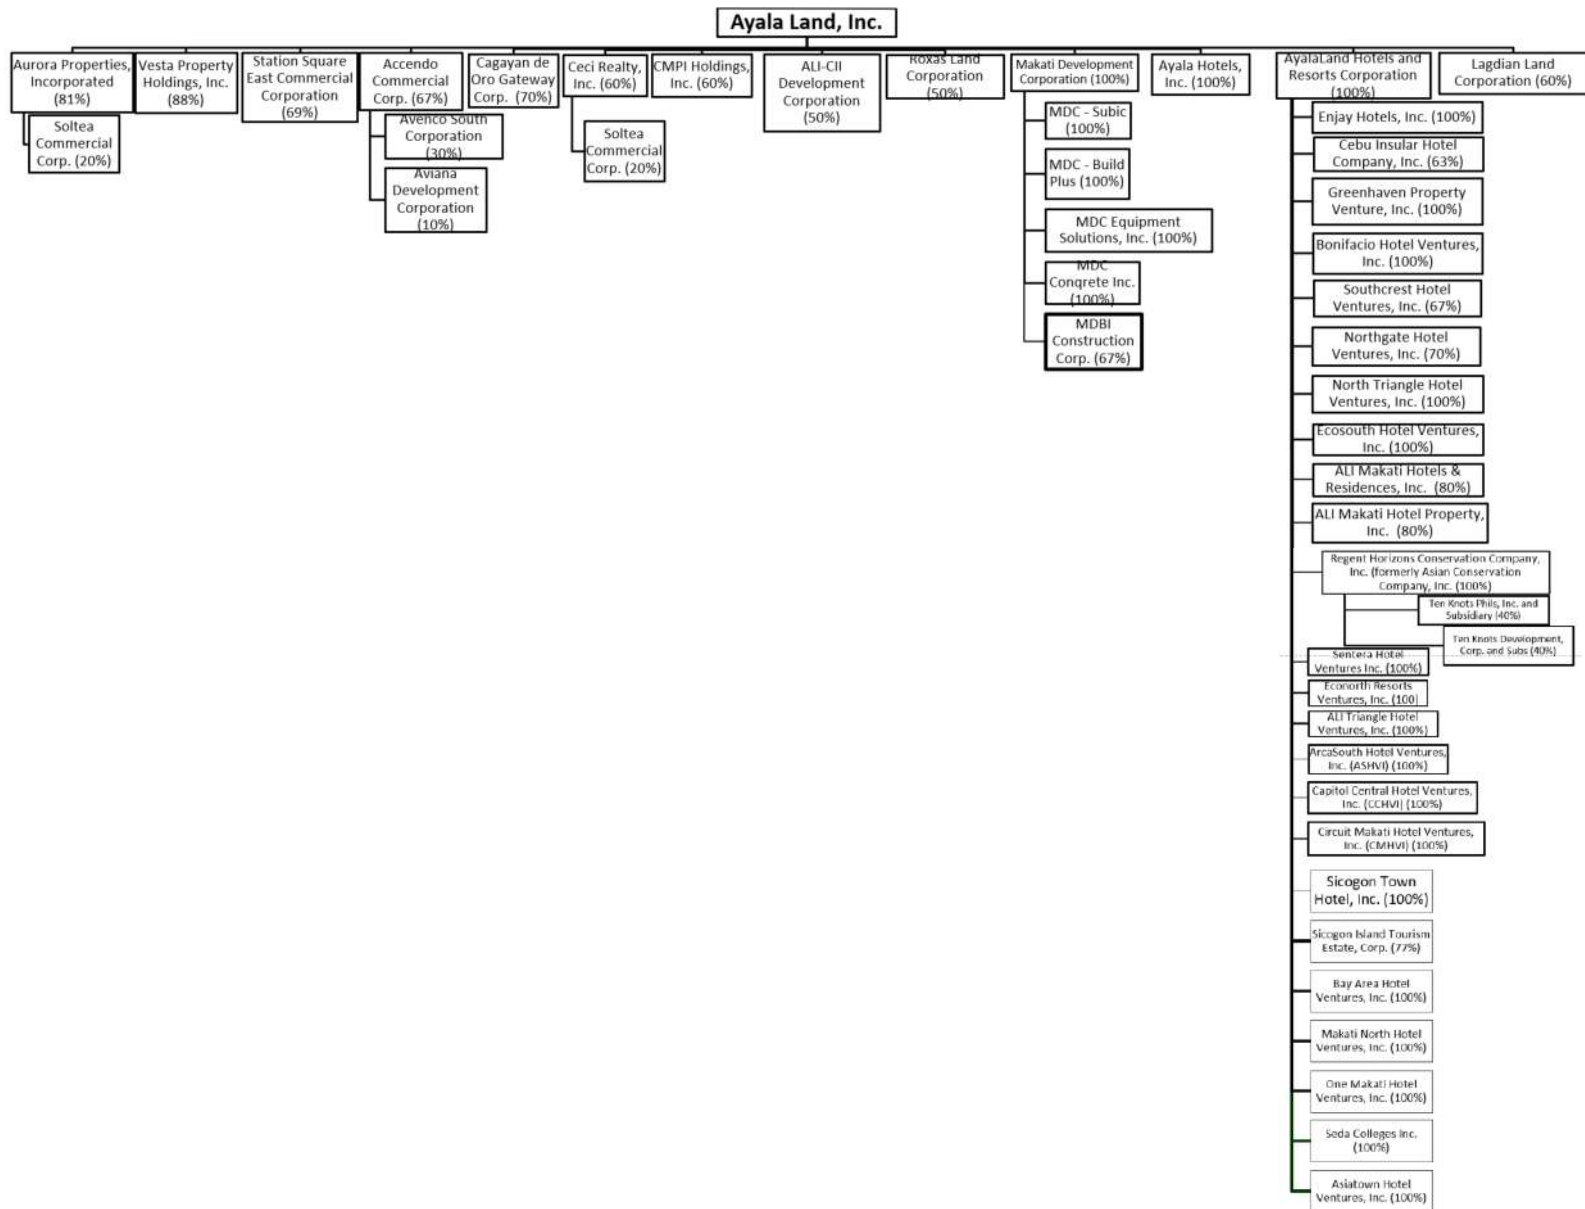 Ayala Land, Inc.
Aurora Properties,
Incorporated
(81%)
Soltea
Commercial
Corp. (20%)
Vesta Property
Holdings, Inc.
(88%)
Station Square
East Commercial
Corporation
(69%)
Accendo
Commercial
Corp. (67%)
Avenco South
Corporation
(30%)
Aviana
Development
Corporation
(10%)
Cagayan de
Oro Gateway
Corp. (70%)
Ceci Realty,
Inc. (60%)
Soltea
Commercial
Corp. (20%)
CMPI Holdings,
Inc. (60%)
ALI-CII
Development
Corporation
(50%)
Roxas Land
Corporation
(50%)
Makati Development
Corporation (100%)
MDC - Subic
(100%)
MDC - Build
Plus (100%)
MDC Equipment
Solutions, Inc. (100%)
MDC
Conqrete Inc.
(100%)
MDBI
Construction
Corp. (67%)
Ayala Hotels,
Inc. (100%)
AyalaLand Hotels and
Resorts Corporation
(100%)
Enjay Hotels, Inc. (100%)
Cebu Insular Hotel
Company, Inc. (63%)
Greenhaven Property
Venture, Inc. (100%)
Bonifacio Hotel Ventures,
Inc. (100%)
Southcrest Hotel
Ventures, Inc. (67%)
Northgate Hotel
Ventures, Inc. (70%)
North Triangle Hotel
Ventures, Inc. (100%)
Ecosouth Hotel Ventures,
Inc. (100%)
ALI Makati Hotels &
Residences, Inc. (80%)
ALI Makati Hotel Property,
Inc. (80%)
Regent Horizons Conservation Company,
Inc. (formerly Asian Conservation
Company, Inc. (100%)
Ten Knots Phils, Inc. and
Subsidiary (40%)
Ten Knots Development,
Corp. and Subs (40%)
Sentera Hotel
Ventures Inc. (100%)
Econorth Resorts
Ventures, Inc. (100)
ALI Triangle Hotel
Ventures, Inc. (100%)
ArcaSouth Hotel Ventures,
Inc. (ASHVI) (100%)
Capitol Central Hotel Ventures,
Inc. (CCHVI) (100%)
Circuit Makati Hotel Ventures,
Inc. (CMHVI) (100%)
Sicogon Town
Hotel, Inc. (100%)
Sicogon Island Tourism
Estate, Corp. (77%)
Bay Area Hotel
Ventures, Inc. (100%)
Makati North Hotel
Ventures, Inc. (100%)
One Makati Hotel
Ventures, Inc. (100%)
Seda Colleges Inc.
(100%)
Asiatown Hotel
Ventures, Inc. (100%)
Lagdian Land
Corporation (60%)